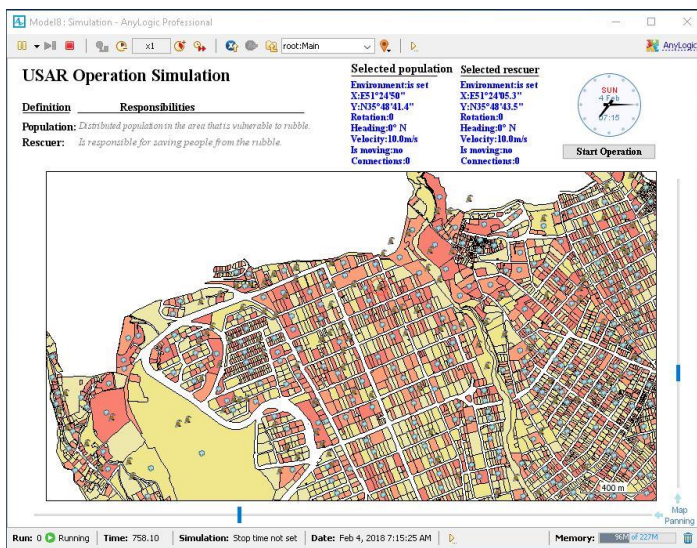 Model8 : Simulation - AnyLogic Professional
x1
root:Main
AnyLogic
USAR Operation Simulation
Definition Responsibilities
Population: Distributed population in the area that is vulnerable to rubble.
Rescuer: Is responsible for saving people from the rubble.
Selected population
Environment:is set
X:E51°24'50"
Y:N35°48'41.4"
Rotation:0
Heading:0° N
Velocity:10.0m/s
Is moving:no
Connections:0
Selected rescuer
Environment:is set
X:E51°24'05.3"
Y:N35°48'43.5"
Rotation:0
Heading:0° N
Velocity:10.0m/s
Is moving:no
Connections:0
SUN
4 Feb
07:15
Start Operation
400 m
Map
Panning
Run: 0 Running Time: 758.10 Simulation: Stop time not set Date: Feb 4, 2018 7:15:25 AM Memory: 96M of 227M